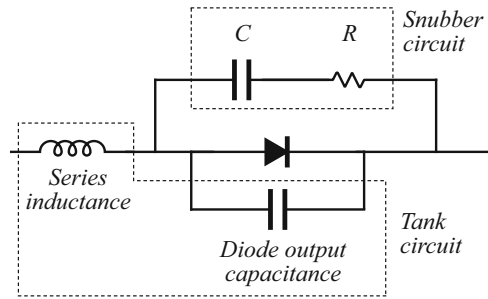 C
R
Snubber
circuit
Series
inductance
Diode output
capacitance
Tank
circuit